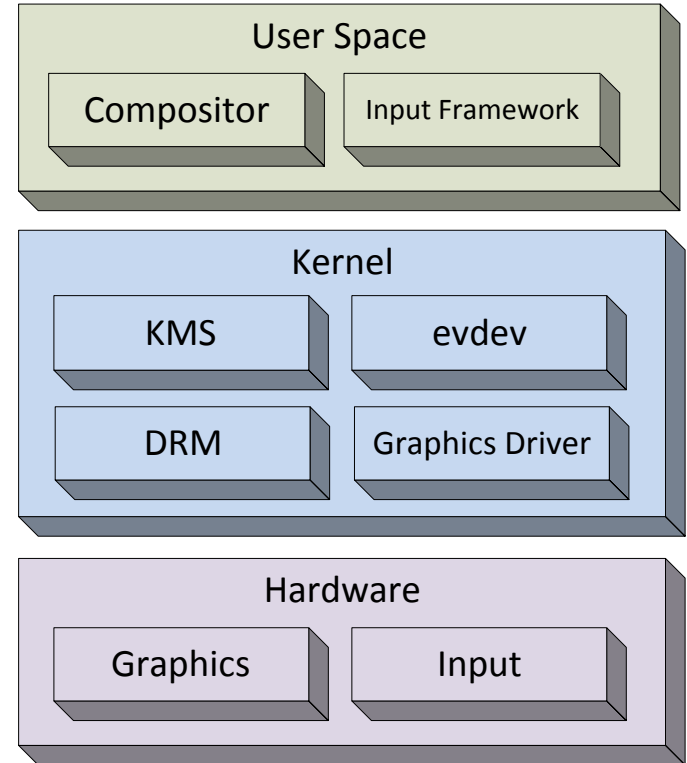 User Space
Compositor
Input Framework
Kernel
KMS
evdev
DRM
Graphics Driver
Hardware
Graphics
Input